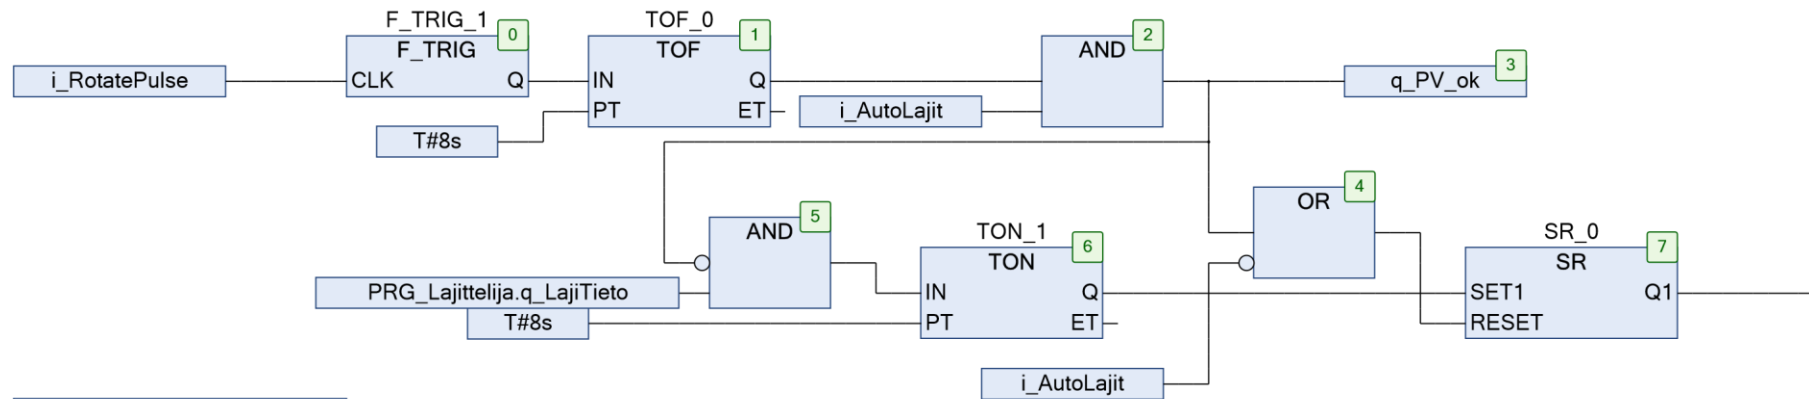 F_TRIG_1
0
F_TRIG
CLK
Q
i_RotatePulse
TOF_0
1
TOF
IN
Q
PT
ET
T#8s
i_AutoLajit
2
AND
3
q_PV_ok
4
OR
5
AND
PRG_Lajittelija.q_LajiTieto
T#8s
TON_1
6
TON
IN
Q
PT
ET
i_AutoLajit
SR_0
7
SR
SET1
Q1
RESET